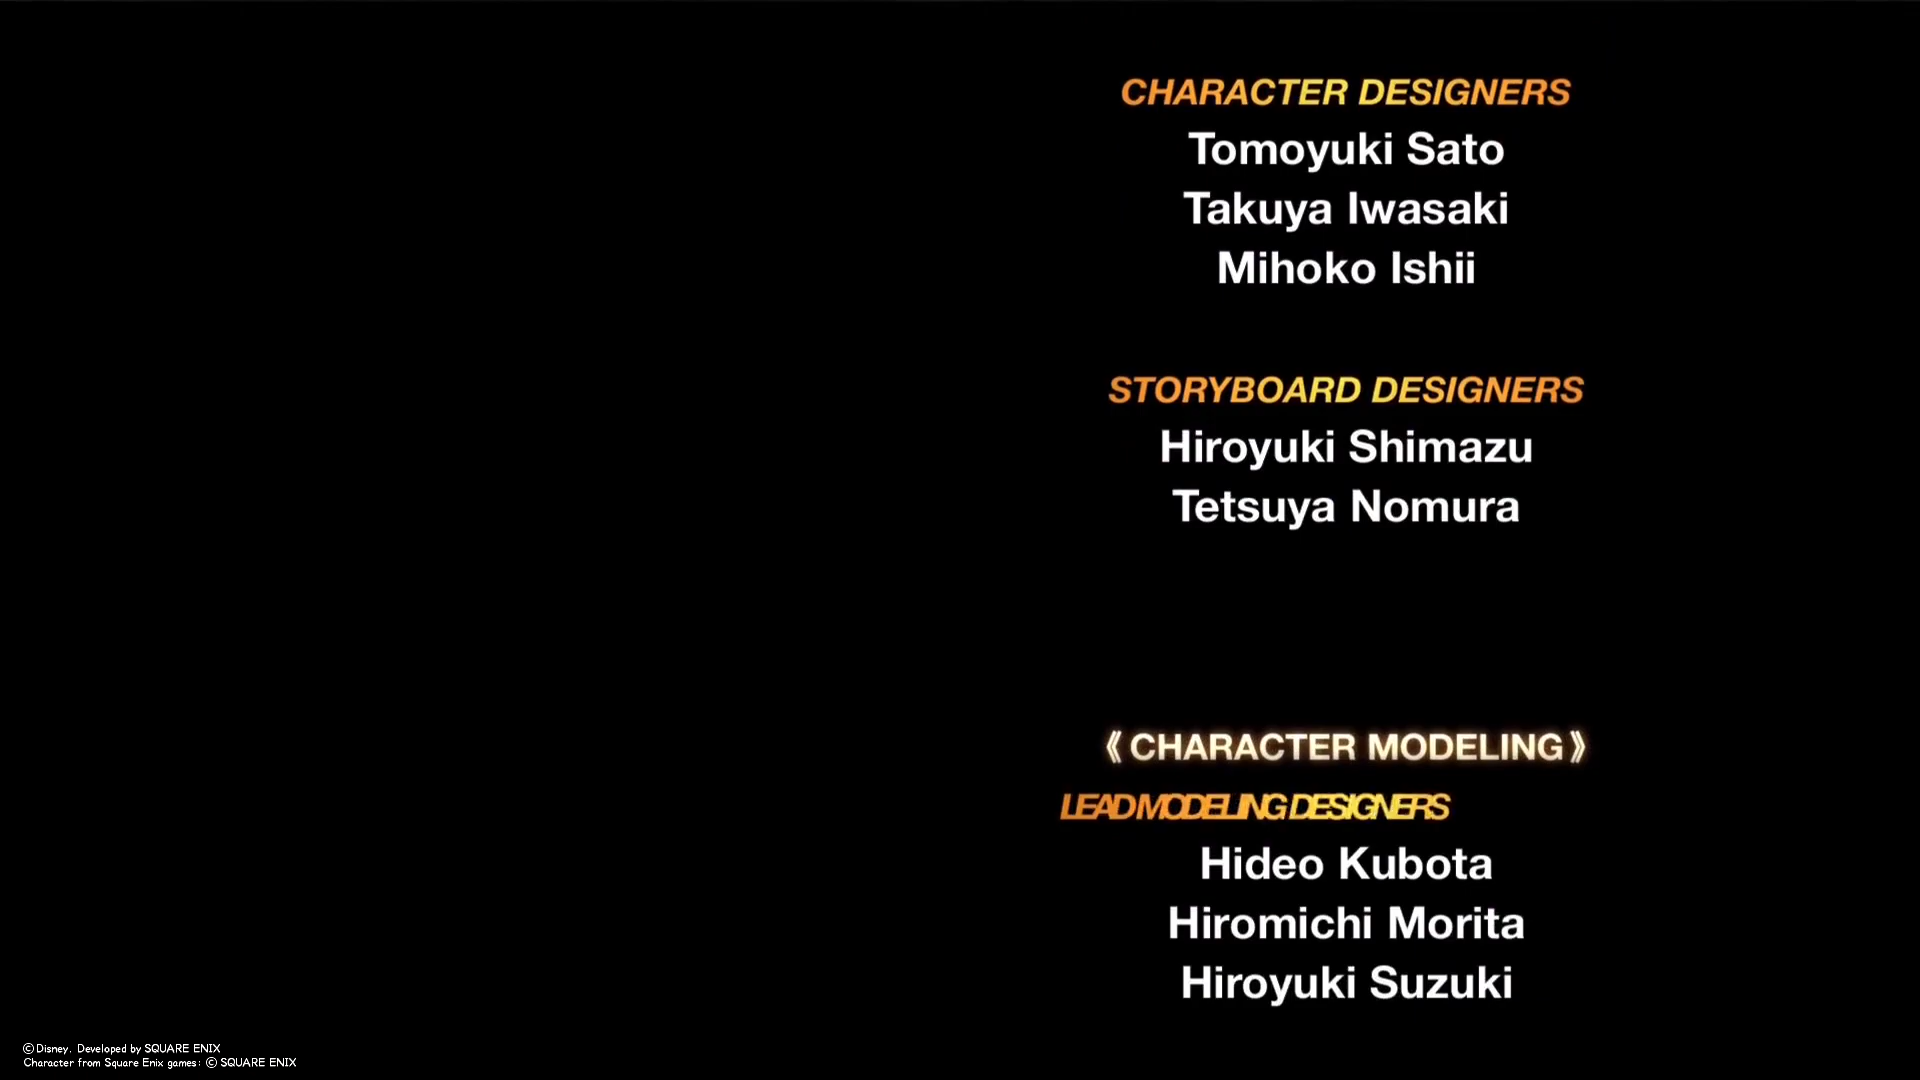 CHARACTER DESIGNERS
Tomoyuki Sato
Takuya Iwasaki
Mihoko Ishii
STORYBOARD DESIGNERS
Hiroyuki Shimazu
Tetsuya Nomura
《CHARACTER MODELING》
LEAD MODELING DESIGNERS
Hideo Kubota
Hiromichi Morita
Hiroyuki Suzuki
©Disney. Developed by SQUARE ENIX
Character from Square Enix games: © SQUARE ENIX